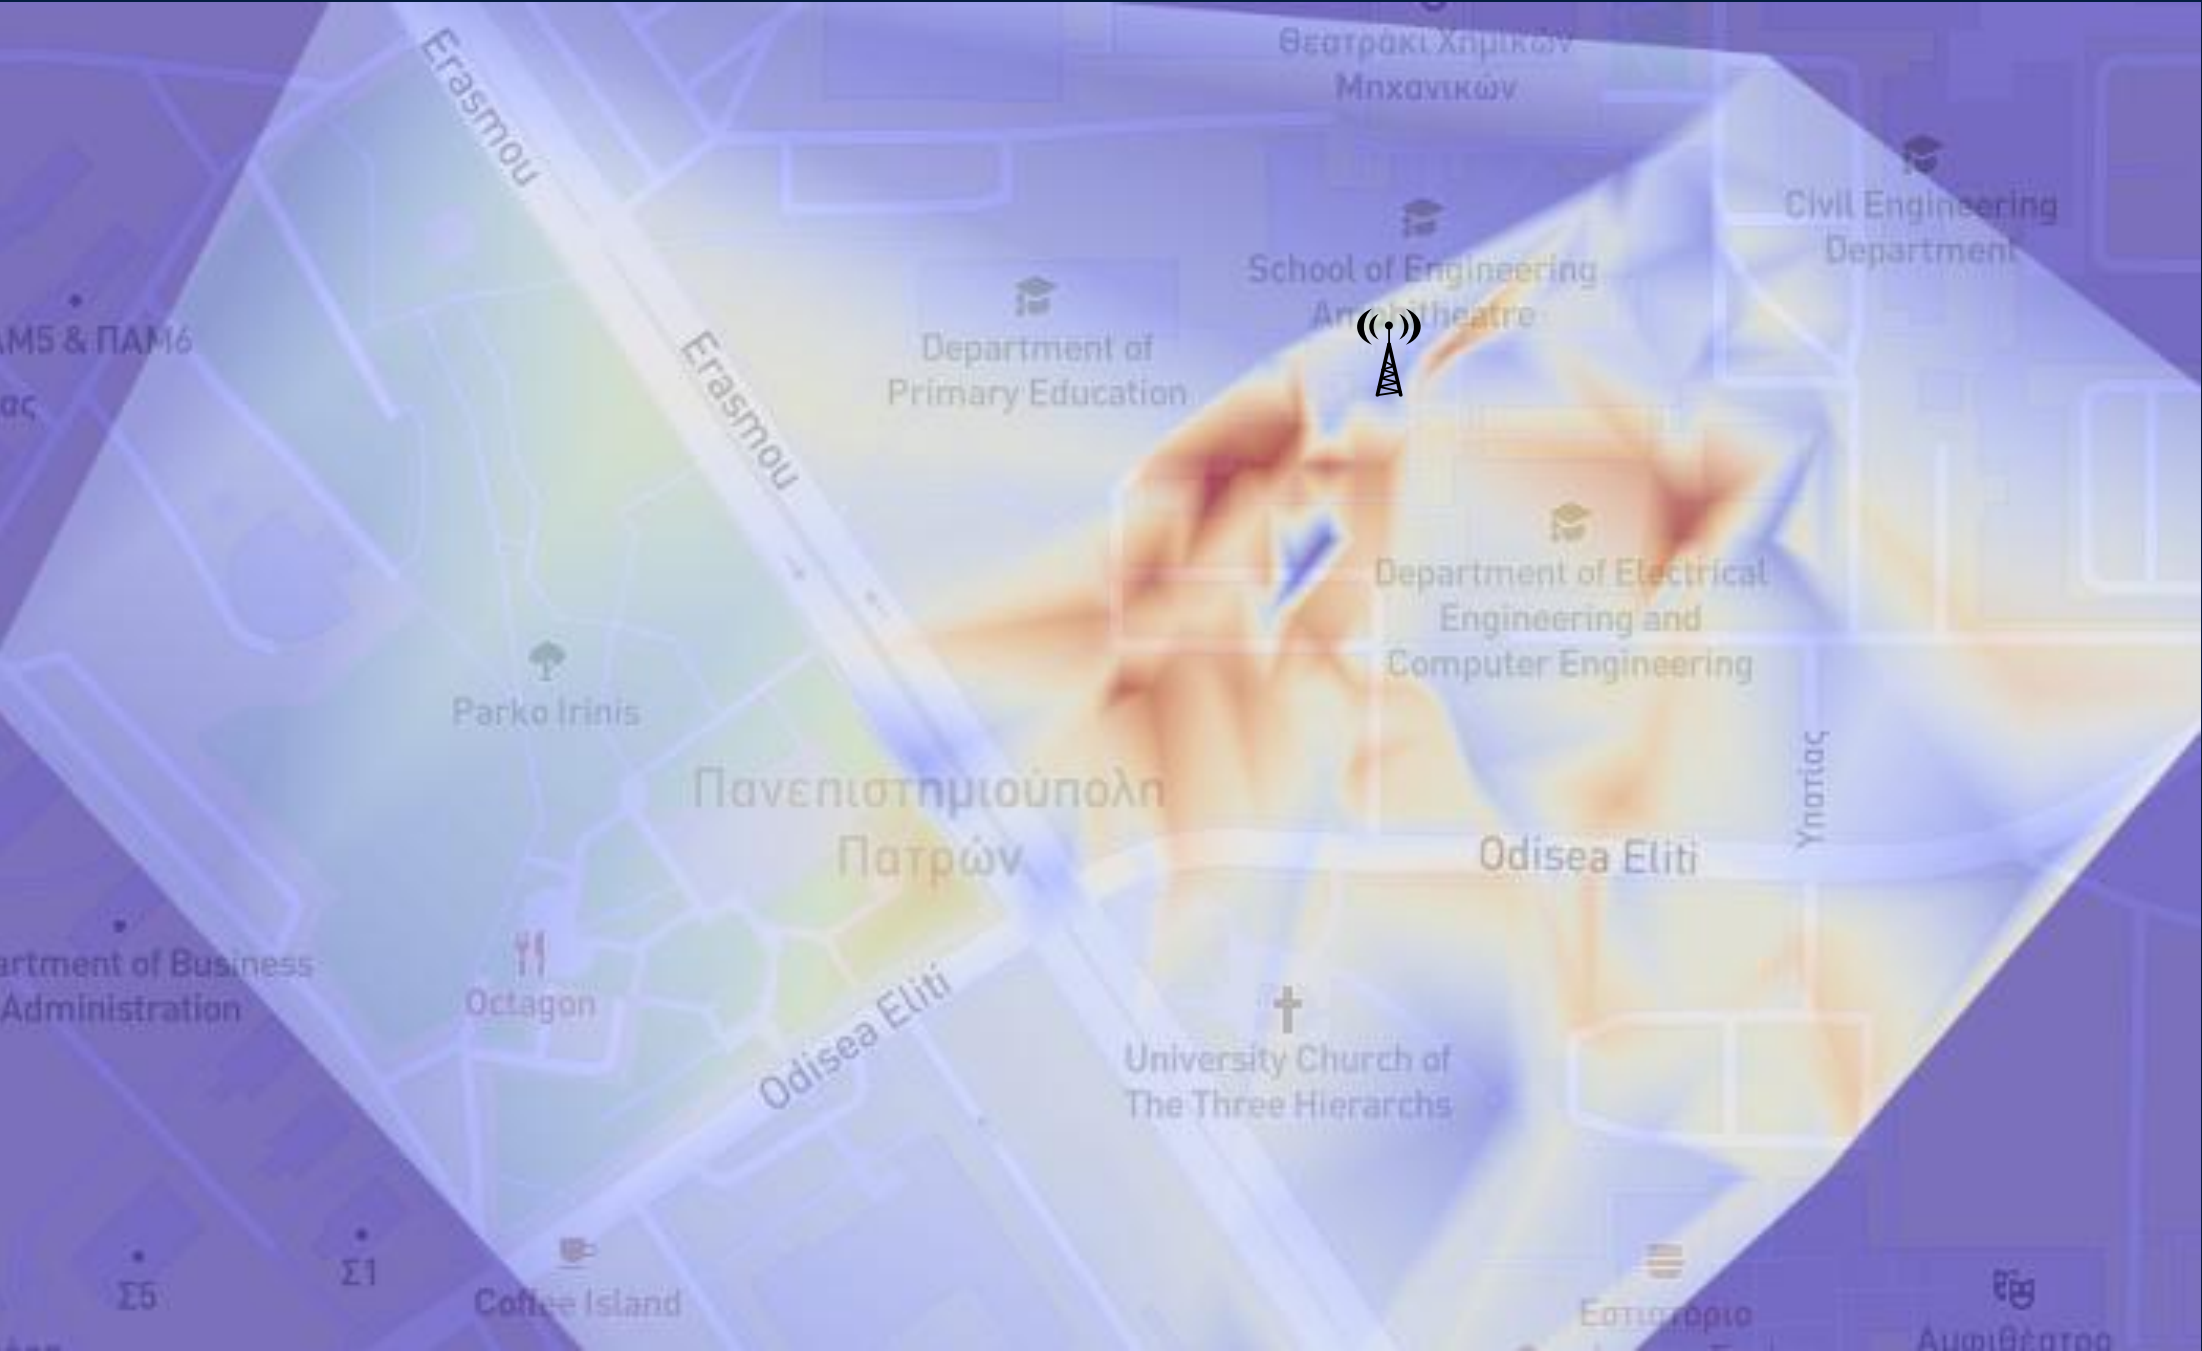 Erasmou
Θεατράκι Χημικών
Μηχανικών
Civil Engineering
Department
School of Engineering
Amphitheatre
Department of
Primary Education
ΑΜ5 & ΠΑΜ6
ας
Erasmou
Department of Electrical
Engineering and
Computer Engineering
Parko Irinis
Πανεπιστημιούπολη
Πατρών
Υπατίας
Odisea Eliti
artment of Business
Administration
Octagon
Odisea Eliti
University Church of
The Three Hierarchs
Σ5
Σ1
Coffee Island
Εστιατόριο
Αμφιθέατρο